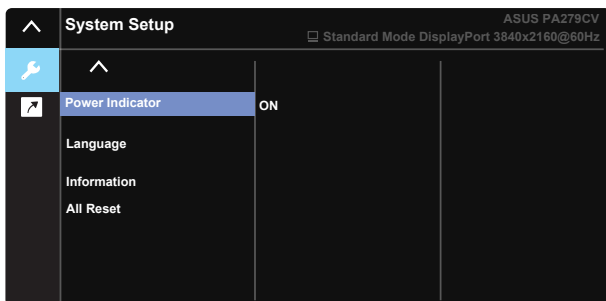 System Setup
ASUS PA279CV
Standard Mode DisplayPort 3840x2160@60Hz
Power Indicator
ON
Language
Information
All Reset